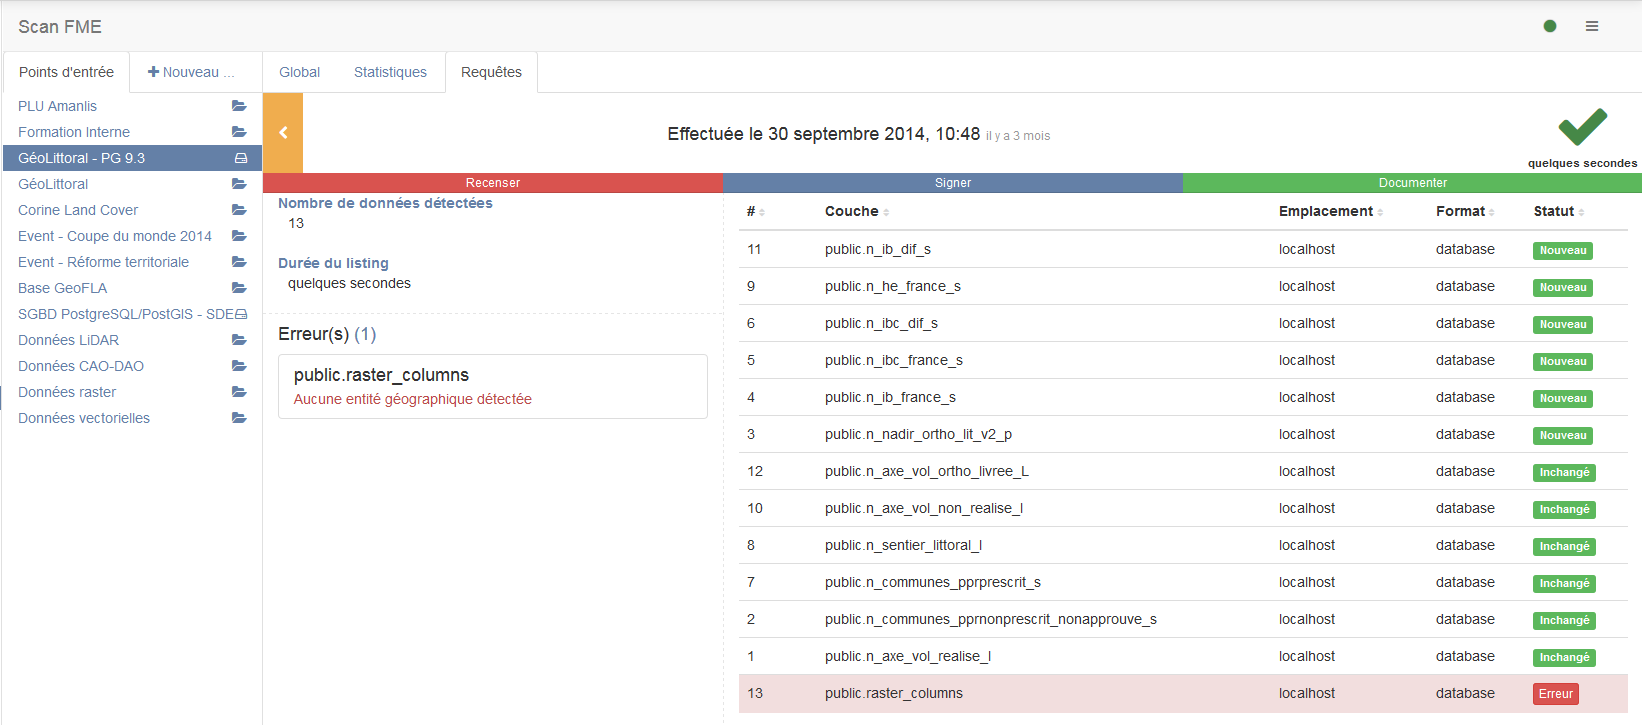 Scan FME
Points d'entrée
Nouveau ...
Global
Statistiques
Requêtes
PLU Amanlis
Formation Interne
GéoLittoral - PG 9.3
GéoLittoral
Corine Land Cover
Event - Coupe du monde 2014
Event - Réforme territoriale
Base GeoFLA
SGBD PostgreSQL/PostGIS - SDE
Données LiDAR
Données CAO-DAO
Données raster
Données vectorielles
Effectuée le 30 septembre 2014, 10:48 il y a 3 mois
quelques secondes
Recenser
Signer
Documenter
Nombre de données détectées
13
Durée du listing
quelques secondes
Erreur(s) (1)
public.raster_columns
Aucune entité géographique détectée
# Couche Emplacement Format Statut
11 public.n_ib_dif_s localhost database Nouveau
9 public.n_he_france_s localhost database Nouveau
6 public.n_ibc_dif_s localhost database Nouveau
5 public.n_ibc_france_s localhost database Nouveau
4 public.n_ib_france_s localhost database Nouveau
3 public.n_nadir_ortho_lit_v2_p localhost database Nouveau
12 public.n_axe_vol_ortho_livree_L localhost database Inchangé
10 public.n_axe_vol_non_realise_l localhost database Inchangé
8 public.n_sentier_littoral_l localhost database Inchangé
7 public.n_communes_pprprescrit_s localhost database Inchangé
2 public.n_communes_pprnonprescrit_nonapprouve_s localhost database Inchangé
1 public.n_axe_vol_realise_l localhost database Inchangé
13 public.raster_columns localhost database Erreur